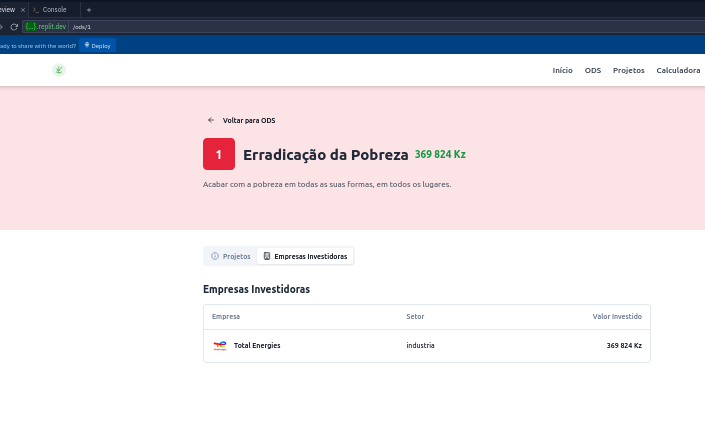 eview × >_ Console +
{...}.replit.dev /ods/1
ady to share with the world? Deploy
Início ODS Projetos Calculadora
← Voltar para ODS
1 Erradicação da Pobreza 369 824 Kz
Acabar com a pobreza em todas as suas formas, em todos os lugares.
Projetos Empresas Investidoras
Empresas Investidoras
Empresa Setor Valor Investido
Total Energies industria 369 824 Kz